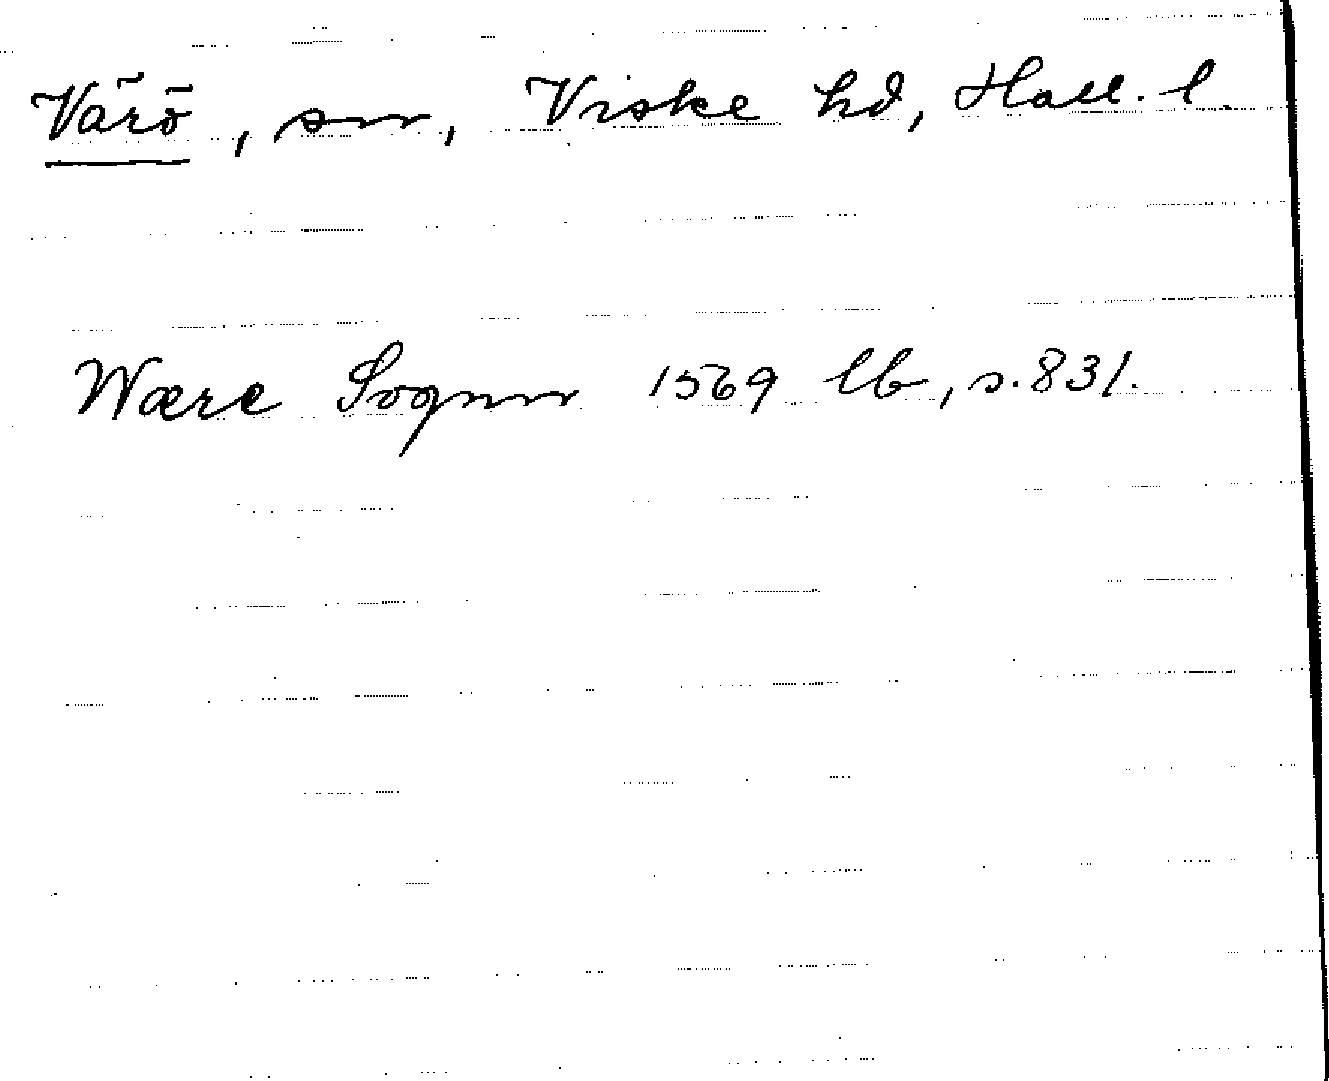 Värö, sn, Viske hd, Hall. l.
Wære Sognn 1569 lb, s. 831.